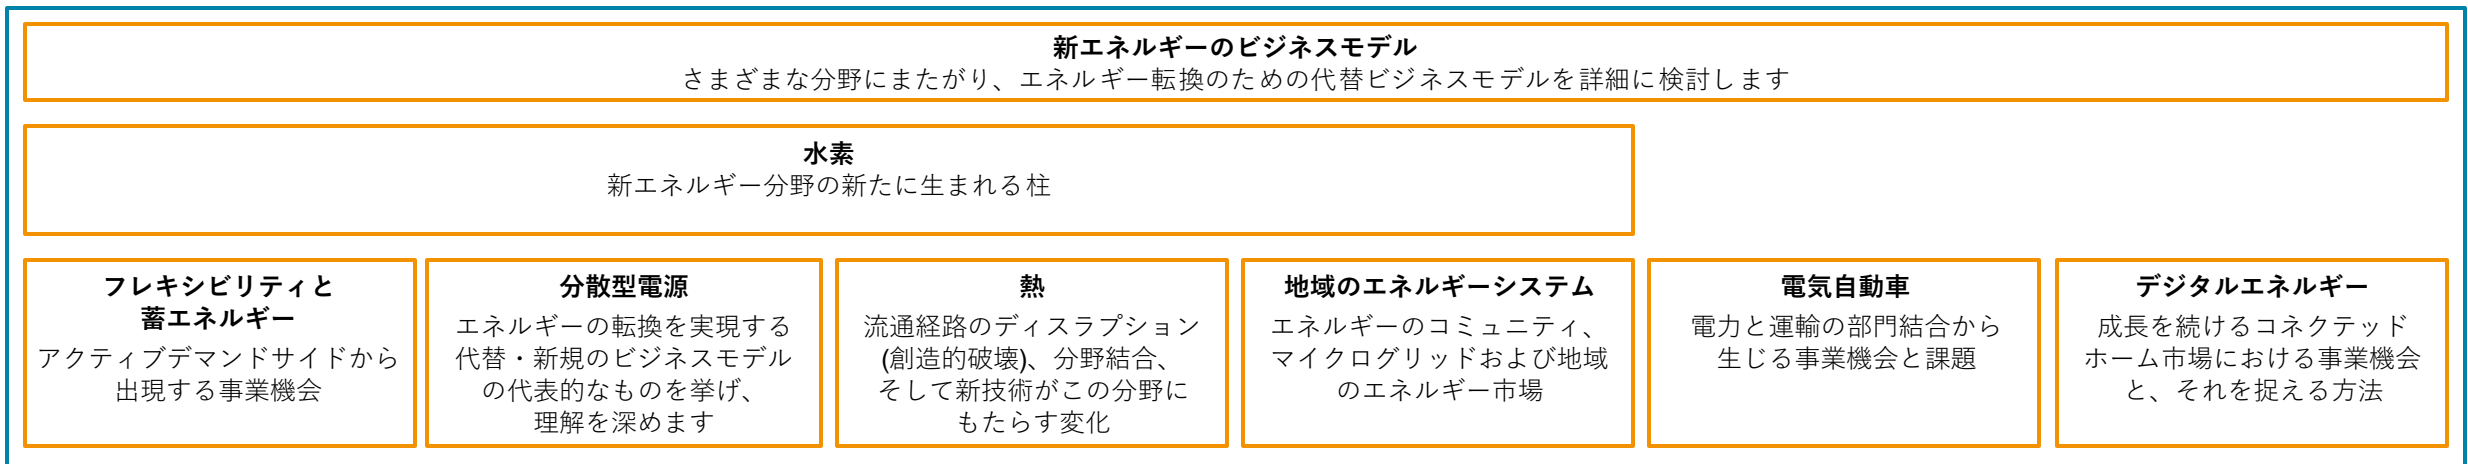 新エネルギーのビジネスモデル
さまざまな分野にまたがり、エネルギー転換のための代替ビジネスモデルを詳細に検討します
水素
新エネルギー分野の新たに生まれる柱
フレキシビリティと
蓄エネルギー
アクティブデマンドサイドから
出現する事業機会
分散型電源
エネルギーの転換を実現する
代替・新規のビジネスモデル
の代表的なものを挙げ、
理解を深めます
熱
流通経路のディスラプション
(創造的破壊)、分野結合、
そして新技術がこの分野に
もたらす変化
地域のエネルギーシステム
エネルギーのコミュニティ、
マイクログリッドおよび地域
のエネルギー市場
電気自動車
電力と運輸の部門結合から
生じる事業機会と課題
デジタルエネルギー
成長を続けるコネクテッド
ホーム市場における事業機会
と、それを捉える方法